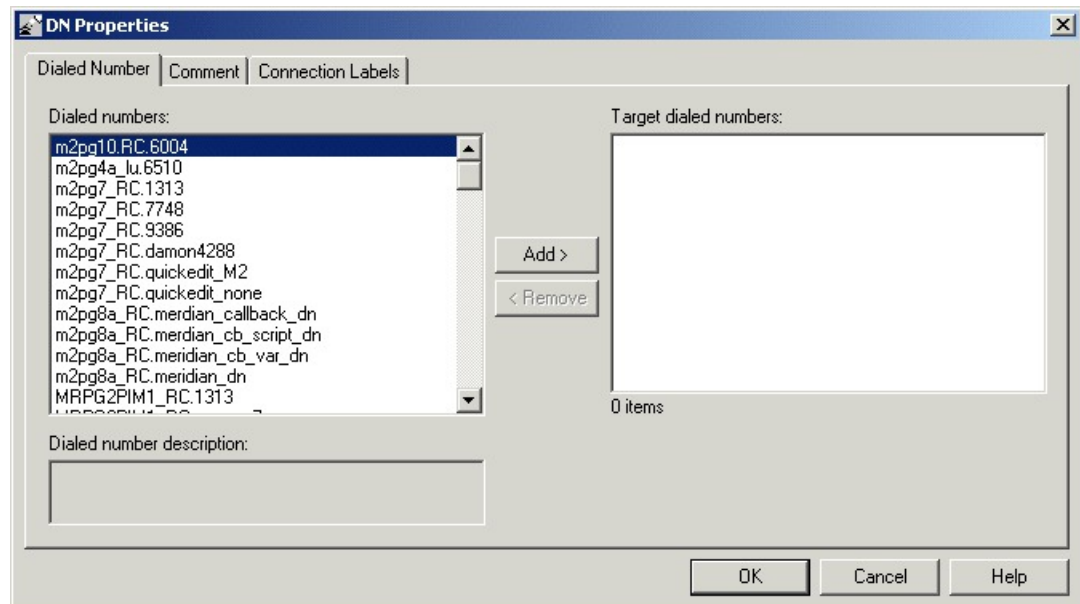 DN Properties
Dialed Number Comment Connection Labels
Dialed numbers:
m2pg10.RC.6004
m2pg4a_lu.6510
m2pg7_RC.1313
m2pg7_RC.7748
m2pg7_RC.9386
m2pg7_RC.damon4288
m2pg7_RC.quickedit_M2
m2pg7_RC.quickedit_none
m2pg8a_RC.merdian_callback_dn
m2pg8a_RC.merdian_cb_script_dn
m2pg8a_RC.meridian_cb_var_dn
m2pg8a_RC.meridian_dn
MRPG2PIM1_RC.1313
Add >
< Remove
Target dialed numbers:
0 items
Dialed number description:
OK Cancel Help